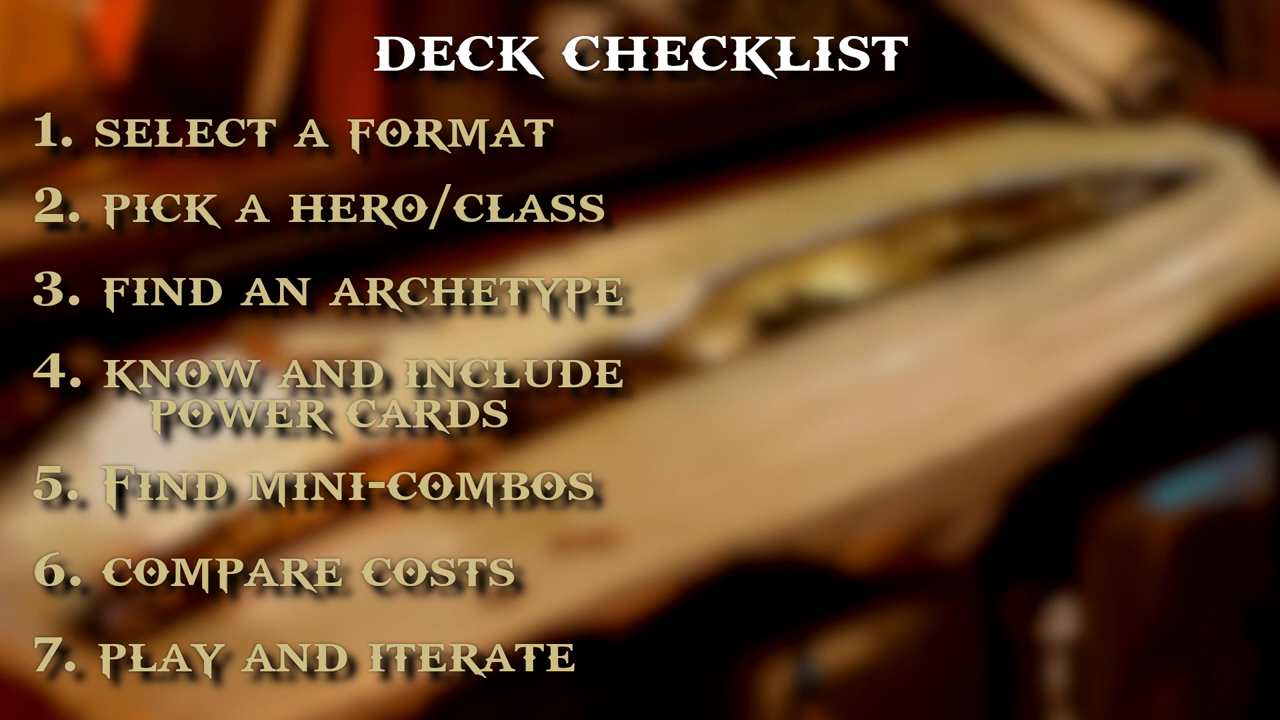 DECK CHECKLIST
1. SELECT A FORMAT
2. PICK A HERO/CLASS
3. FIND AN ARCHETYPE
4. KNOW AND INCLUDE
POWER CARDS
5. FIND MINI-COMBOS
6. COMPARE COSTS
7. PLAY AND ITERATE